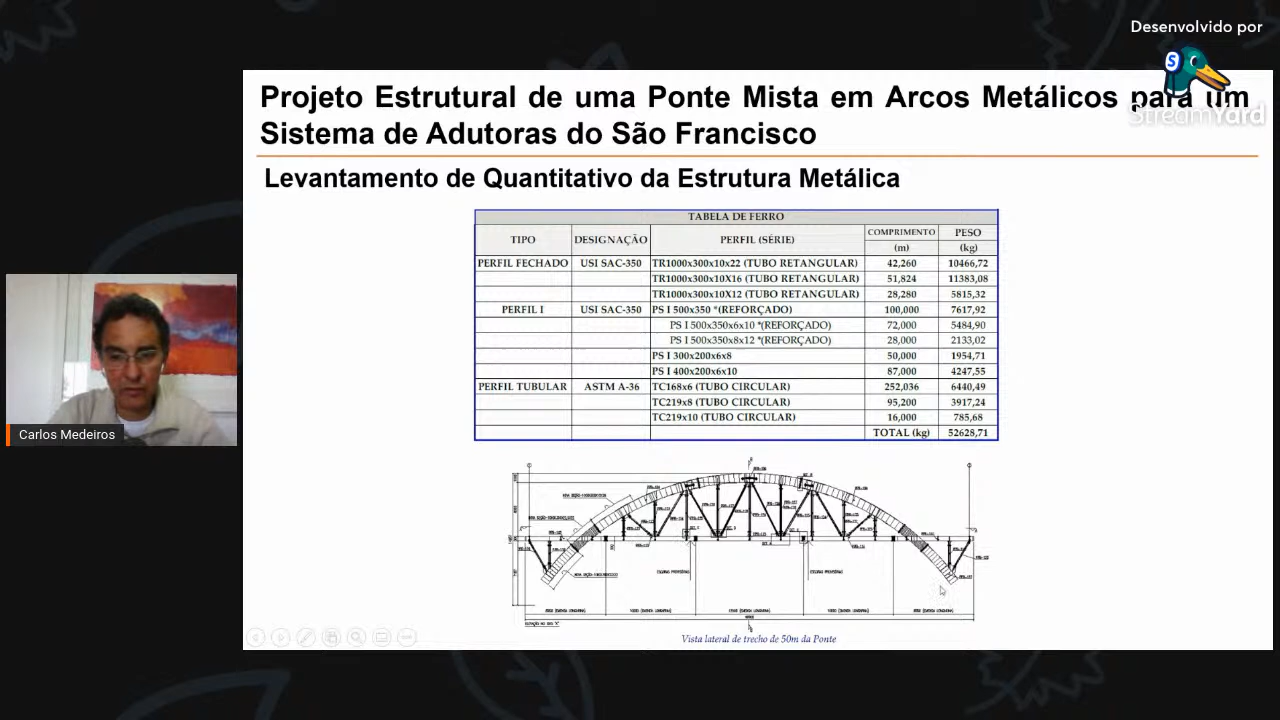 Desenvolvido por
StreamYard
Projeto Estrutural de uma Ponte Mista em Arcos Metálicos para um
Sistema de Adutoras do São Francisco
Levantamento de Quantitativo da Estrutura Metálica
TABELA DE FERRO
TIPO DESIGNAÇÃO PERFIL (SÉRIE) COMPRIMENTO (m) PESO (kg)
PERFIL FECHADO USI SAC-350 TR1000x300x10x22 (TUBO RETANGULAR) 42,260 10466,72
TR1000x300x10X16 (TUBO RETANGULAR) 51,824 11383,08
TR1000x300x10X12 (TUBO RETANGULAR) 28,280 5815,32
PERFIL I USI SAC-350 PS I 500x350 *(REFORÇADO) 100,000 7617,92
PS I 500x350x6x10 *(REFORÇADO) 72,000 5484,90
PS I 500x350x8x12 *(REFORÇADO) 28,000 2133,02
PS I 300x200x6x8 50,000 1954,71
PS I 400x200x6x10 87,000 4247,55
PERFIL TUBULAR ASTM A-36 TC168x6 (TUBO CIRCULAR) 252,036 6440,49
TC219x8 (TUBO CIRCULAR) 95,200 3917,24
TC219x10 (TUBO CIRCULAR) 16,000 785,68
TOTAL (kg) 52628,71
Vista lateral de trecho de 50m da Ponte
Carlos Medeiros